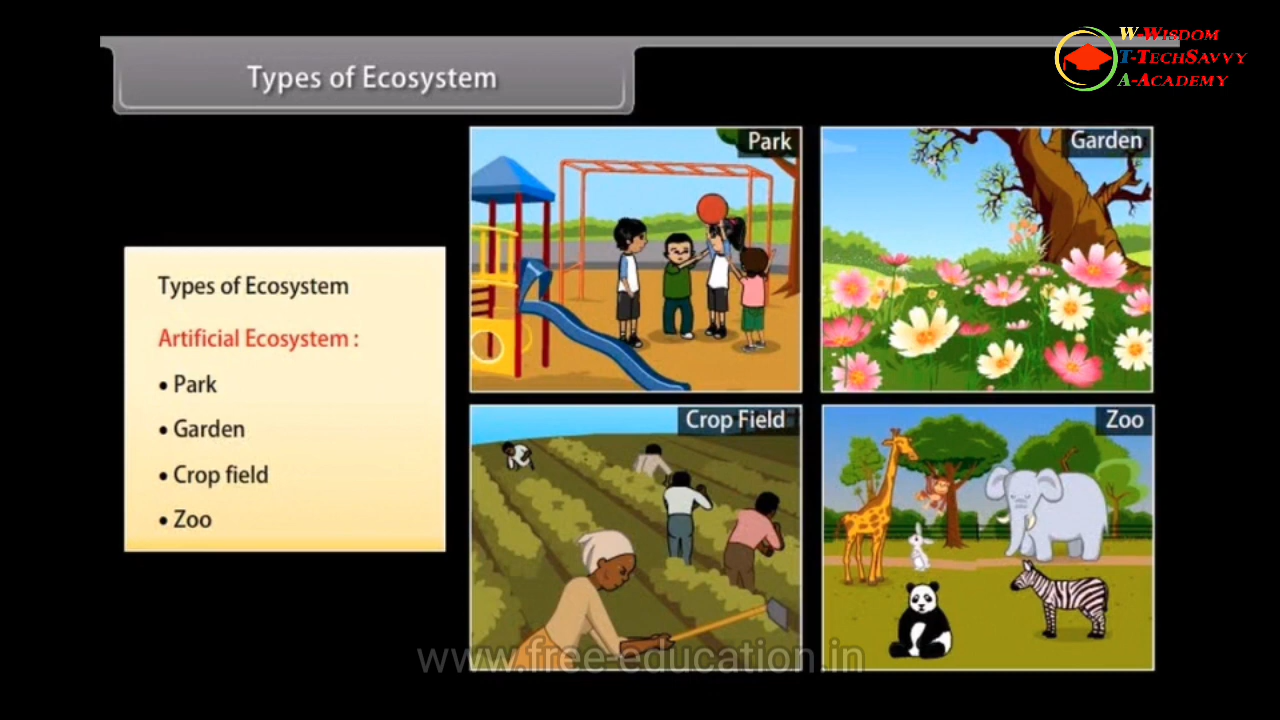 Types of Ecosystem
W-Wisdom
T-TechSavvy
A-Academy
Types of Ecosystem
Artificial Ecosystem :
• Park
• Garden
• Crop field
• Zoo
Park
Garden
Crop Field
Zoo
www.free-education.in